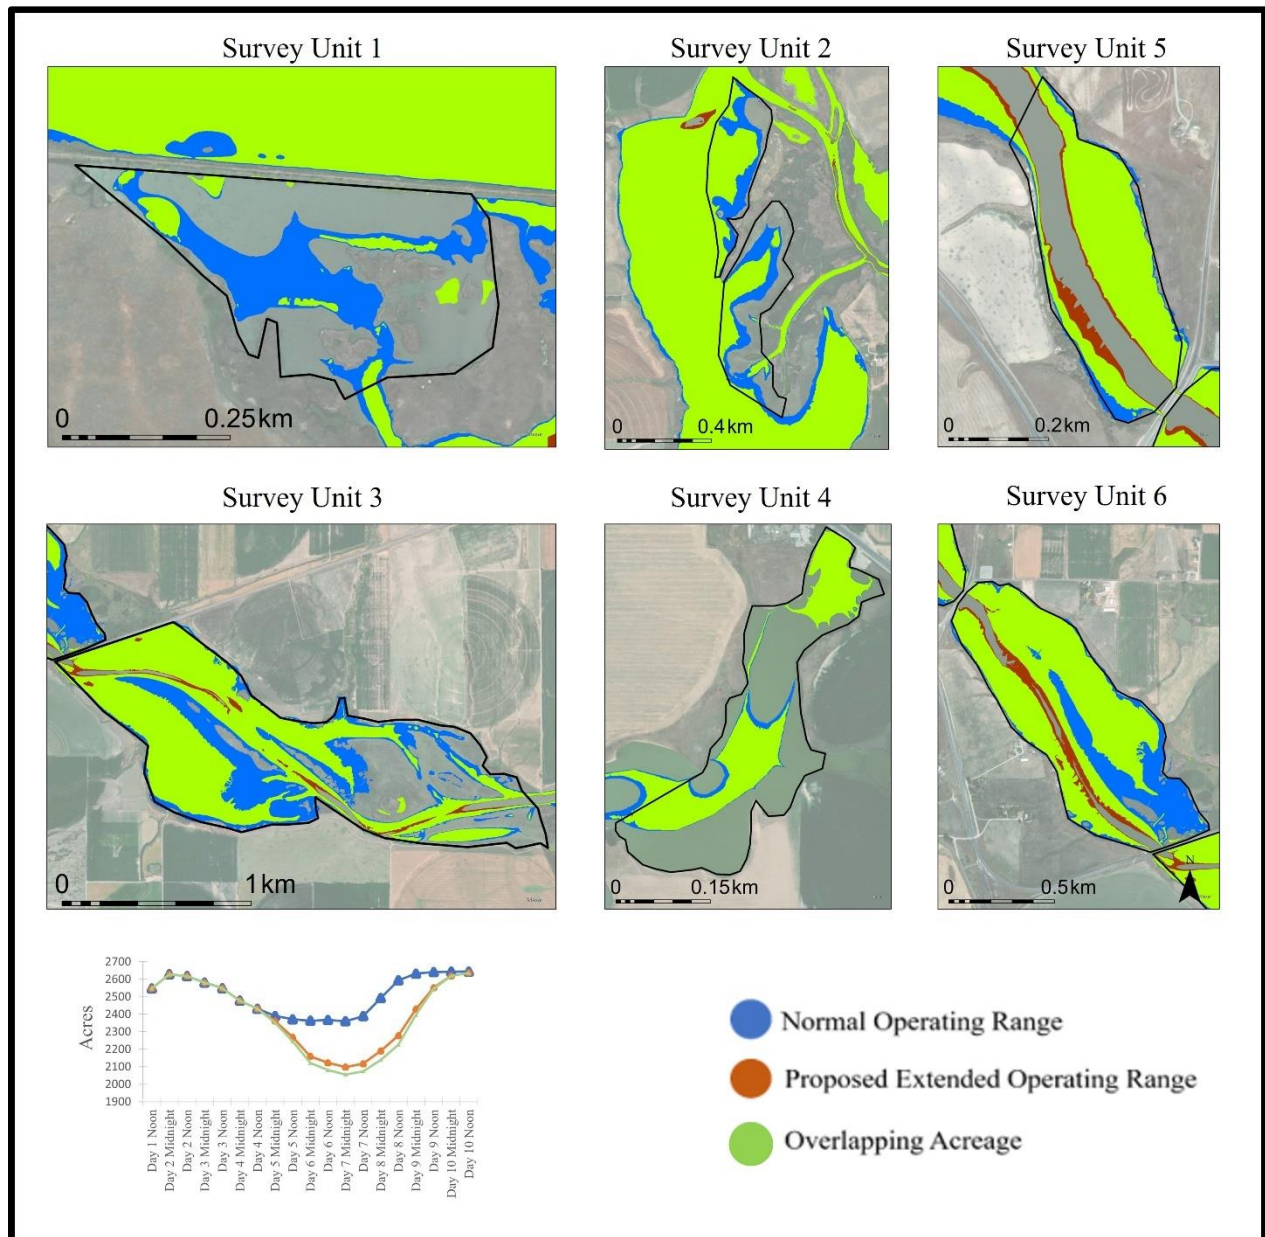 Survey Unit 1
Survey Unit 2
Survey Unit 5
0 0.25km
0 0.4km
0 0.2km
Survey Unit 3
Survey Unit 4
Survey Unit 6
0 1km
0 0.15km
0 0.5km
N
Acres
2700
2600
2500
2400
2300
2200
2100
2000
1900
Day 1 Noon
Day 2 Midnight
Day 2 Noon
Day 3 Midnight
Day 3 Noon
Day 4 Midnight
Day 4 Noon
Day 5 Midnight
Day 5 Noon
Day 6 Midnight
Day 6 Noon
Day 7 Midnight
Day 7 Noon
Day 8 Midnight
Day 8 Noon
Day 9 Midnight
Day 9 Noon
Day 10 Midnight
Day 10 Noon
Normal Operating Range
Proposed Extended Operating Range
Overlapping Acreage